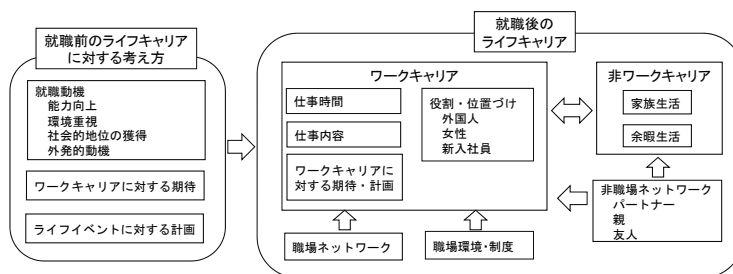 就職前のライフキャリア
に対する考え方
就職動機
能力向上
環境重視
社会的地位の獲得
外発的動機
ワークキャリアに対する期待
ライフイベントに対する計画
就職後の
ライフキャリア
ワークキャリア
仕事時間
仕事内容
ワークキャリアに
対する期待・計画
役割・位置づけ
外国人
女性
新入社員
非ワークキャリア
家族生活
余暇生活
非職場ネットワーク
パートナー
親
友人
職場ネットワーク
職場環境・制度